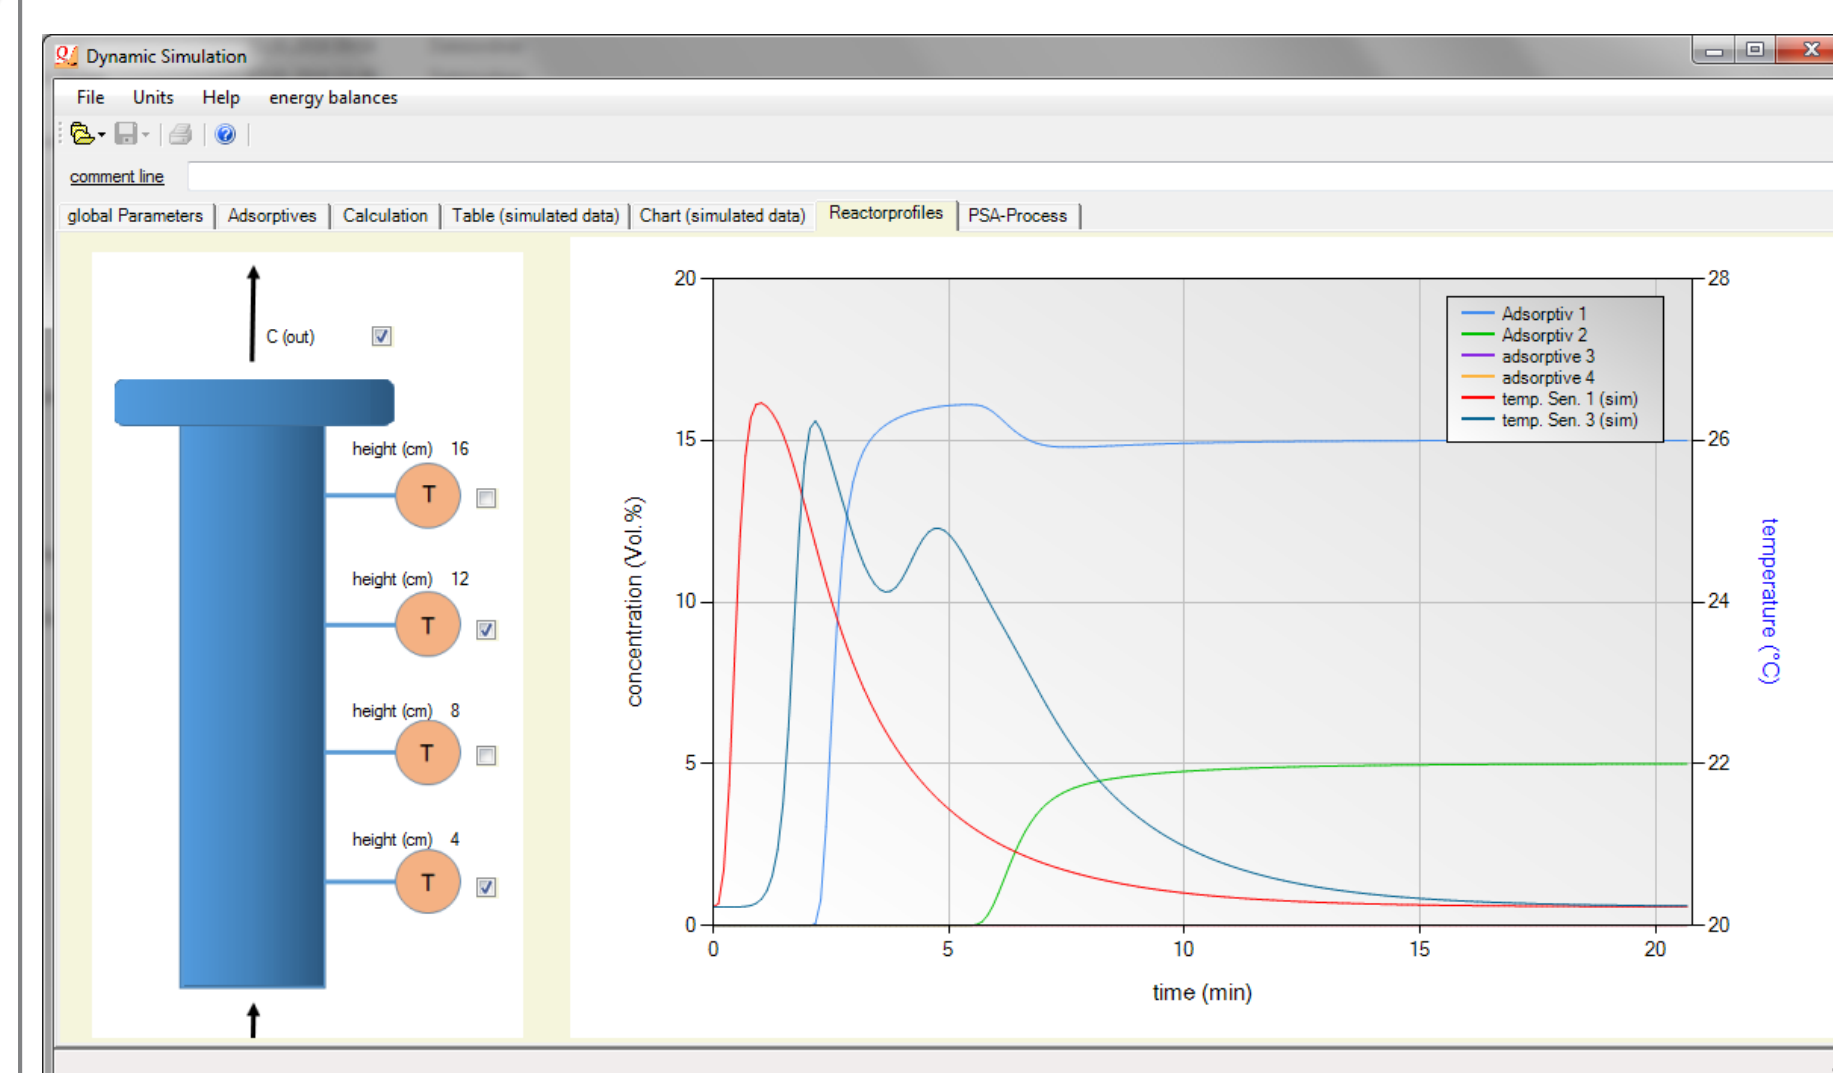 Dynamic Simulation
File Units Help energy balances
comment line
global Parameters Adsorptives Calculation Table (simulated data) Chart (simulated data) Reactorprofiles PSA-Process
C (out)
height (cm) 16
T
height (cm) 12
T
height (cm) 8
T
height (cm) 4
T
concentration (Vol.%)
20
15
10
5
0
Adsorptiv 1
Adsorptiv 2
adsorptive 3
adsorptive 4
temp. Sen. 1 (sim)
temp. Sen. 3 (sim)
28
26
24
22
20
temperature (°C)
0 5 10 15 20
time (min)